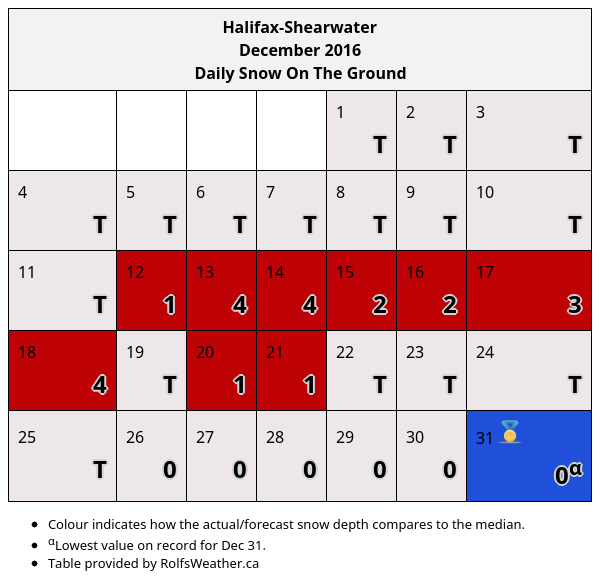 Halifax-Shearwater
December 2016
Daily Snow On The Ground
1 2 3
T T T
4 5 6 7 8 9 10
T T T T T T T
11 12 13 14 15 16 17
T 1 4 4 2 2 3
18 19 20 21 22 23 24
4 T 1 1 T T T
25 26 27 28 29 30 31
T 0 0 0 0 0 0α
Colour indicates how the actual/forecast snow depth compares to the median.
αLowest value on record for Dec 31.
Table provided by RolfsWeather.ca